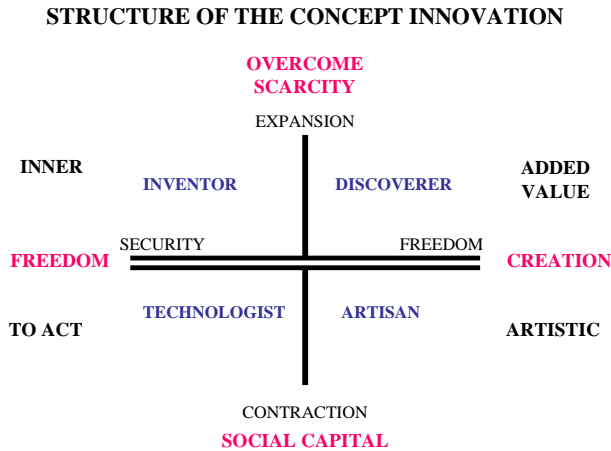 STRUCTURE OF THE CONCEPT INNOVATION
OVERCOME
SCARCITY
EXPANSION
INNER
INVENTOR
DISCOVERER
ADDED
VALUE
SECURITY
FREEDOM
FREEDOM
CREATION
TECHNOLOGIST
ARTISAN
TO ACT
ARTISTIC
CONTRACTION
SOCIAL CAPITAL